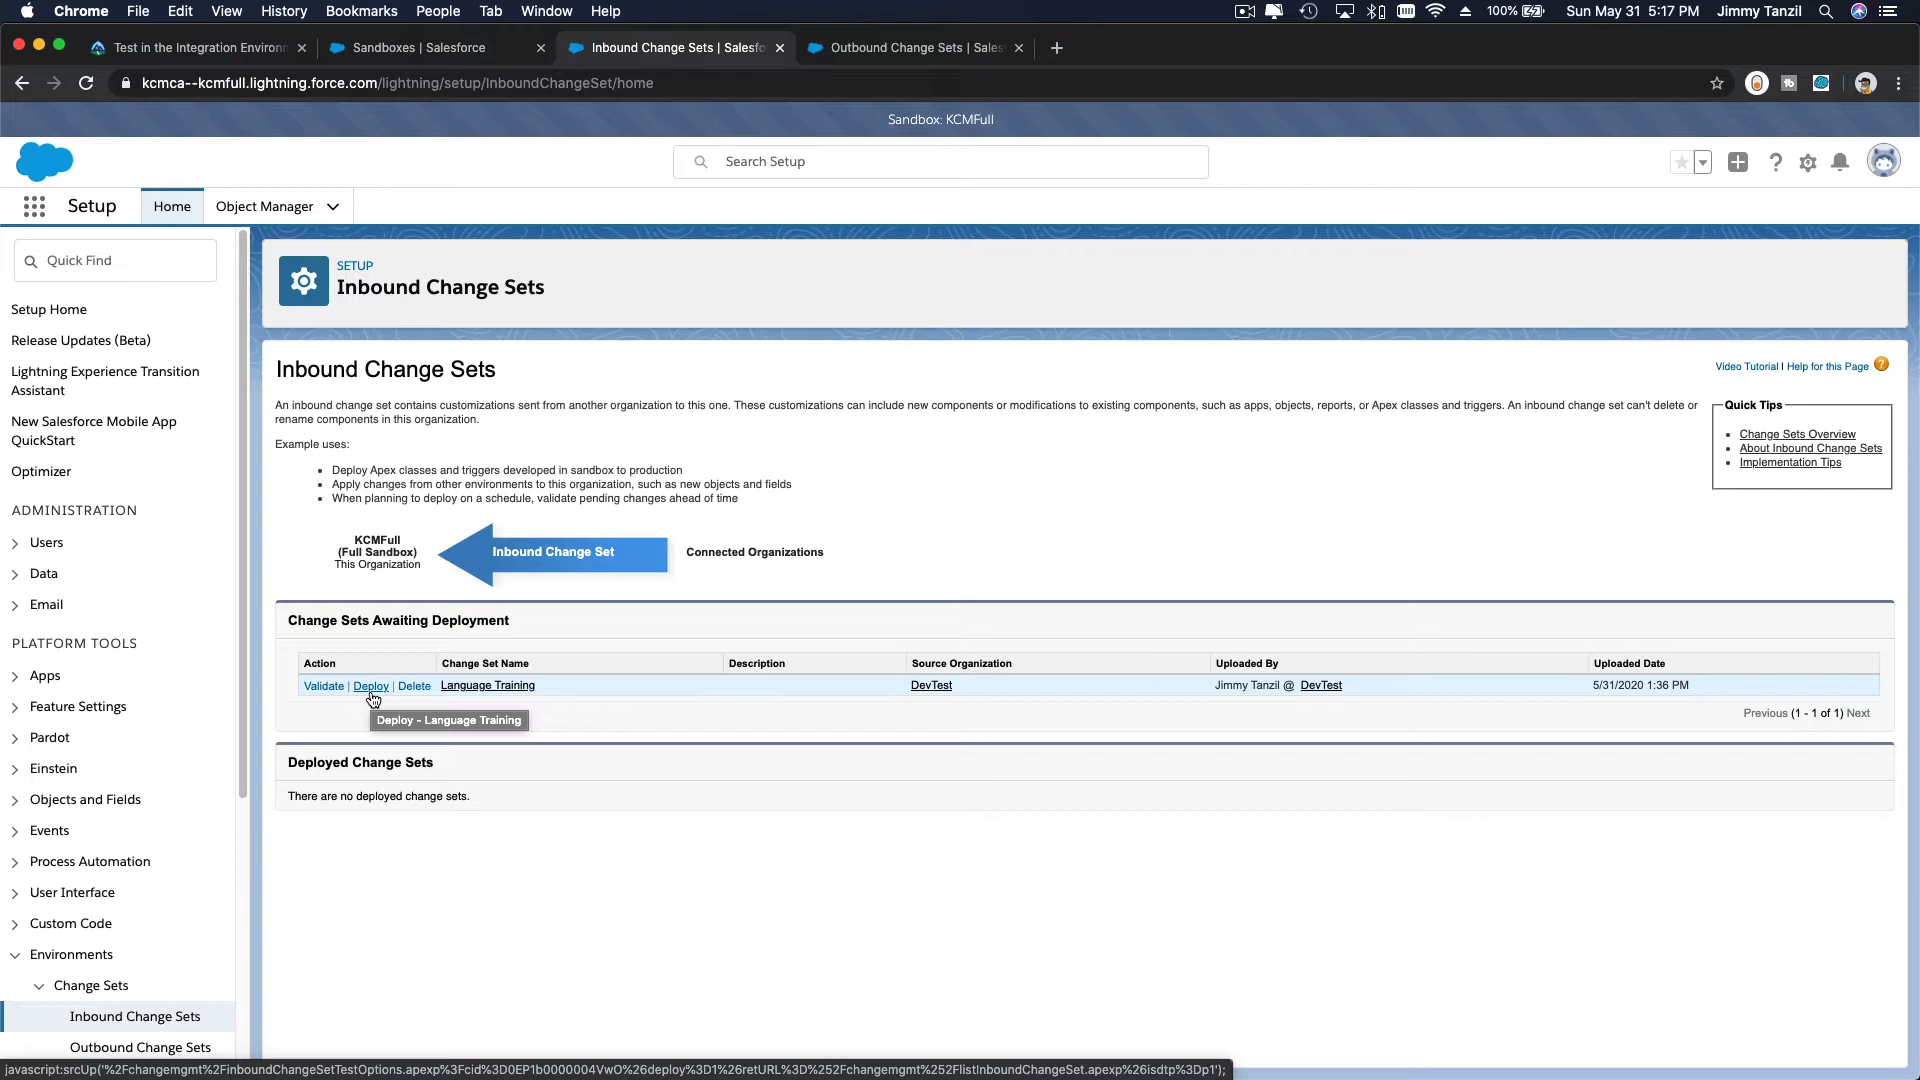 Chrome File Edit View History Bookmarks People Tab Window Help 100% Sun May 31 5:17 PM Jimmy Tanzil
Test in the Integration Environ Sandboxes | Salesforce Inbound Change Sets | Salesfo Outbound Change Sets | Sales
kcmca--kcmfull.lightning.force.com/lightning/setup/InboundChangeSet/home
Sandbox: KCMFull
Search Setup
Setup Home Object Manager
Quick Find
Setup Home
Release Updates (Beta)
Lightning Experience Transition
Assistant
New Salesforce Mobile App
QuickStart
Optimizer
ADMINISTRATION
Users
Data
Email
PLATFORM TOOLS
Apps
Feature Settings
Pardot
Einstein
Objects and Fields
Events
Process Automation
User Interface
Custom Code
Environments
Change Sets
Inbound Change Sets
Outbound Change Sets
SETUP
Inbound Change Sets
Inbound Change Sets
Video Tutorial | Help for this Page ?
An inbound change set contains customizations sent from another organization to this one. These customizations can include new components or modifications to existing components, such as apps, objects, reports, or Apex classes and triggers. An inbound change set can't delete or
rename components in this organization.
Example uses:
• Deploy Apex classes and triggers developed in sandbox to production
• Apply changes from other environments to this organization, such as new objects and fields
• When planning to deploy on a schedule, validate pending changes ahead of time
Quick Tips
• Change Sets Overview
• About Inbound Change Sets
• Implementation Tips
KCMFull
(Full Sandbox)
This Organization
Inbound Change Set
Connected Organizations
Change Sets Awaiting Deployment
Action Change Set Name Description Source Organization Uploaded By Uploaded Date
Validate | Deploy | Delete Language Training DevTest Jimmy Tanzil @ DevTest 5/31/2020 1:36 PM
Deploy - Language Training
Previous (1 - 1 of 1) Next
Deployed Change Sets
There are no deployed change sets.
javascript:srcUp('%2Fchangemgmt%2FinboundChangeSetTestOptions.apexp%3Fcid%3D0EP1b0000004VwO%26deploy%3D1%26retURL%3D%252Fchangemgmt%252FlistInboundChangeSet.apexp%26isdtp%3Dp1');